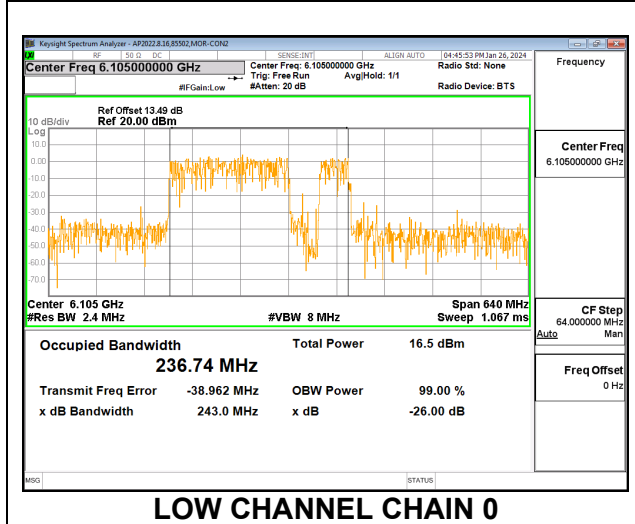 Keysight Spectrum Analyzer - AP2022.8.16,85502,MOR-CON2
RF 50 Ω DC SENSE:INT ALIGN AUTO 04:45:53 PM Jan 26, 2024
Center Freq 6.105000000 GHz
Center Freq: 6.105000000 GHz
Radio Std: None
Trig: Free Run Avg|Hold: 1/1
#IFGain:Low #Atten: 20 dB Radio Device: BTS
Ref Offset 13.49 dB
10 dB/div Ref 20.00 dBm
Log
10.0
0.00
-10.0
-20.0
-30.0
-40.0
-50.0
-60.0
-70.0
Center 6.105 GHz Span 640 MHz
#Res BW 2.4 MHz #VBW 8 MHz Sweep 1.067 ms
Occupied Bandwidth Total Power 16.5 dBm
236.74 MHz
Transmit Freq Error -38.962 MHz OBW Power 99.00 %
x dB Bandwidth 243.0 MHz x dB -26.00 dB
MSG STATUS
Frequency
Center Freq
6.105000000 GHz
CF Step
64.000000 MHz
Auto Man
Freq Offset
0 Hz
LOW CHANNEL CHAIN 0